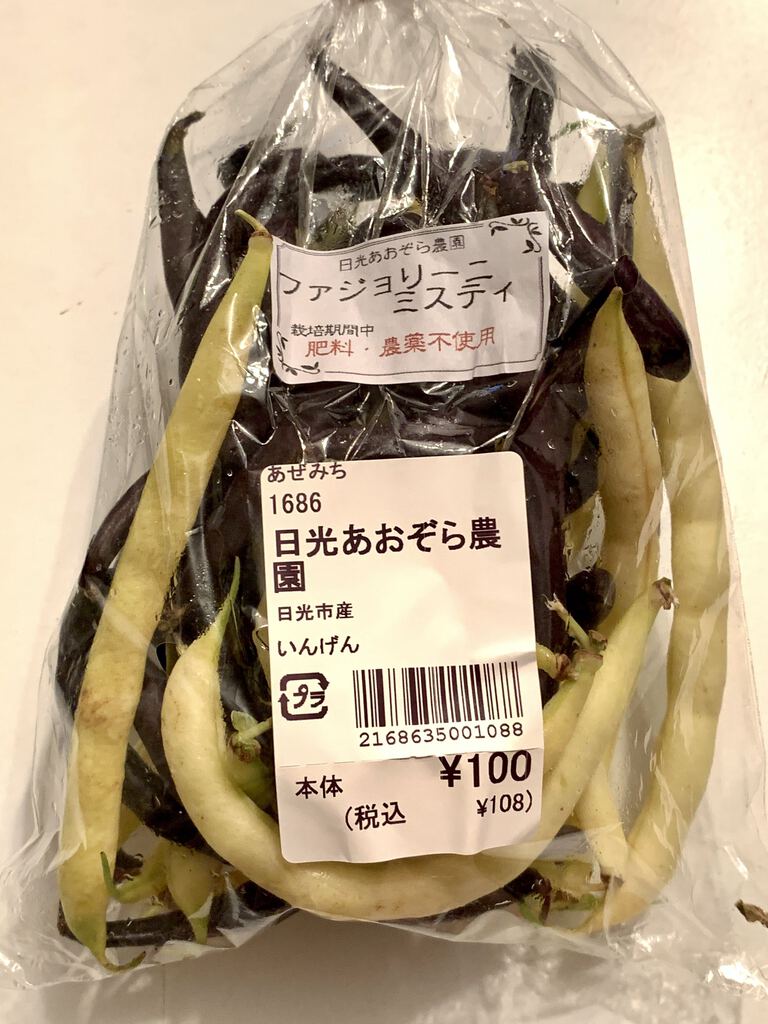 日光あおぞら農園
ファジョリーニ
ミスティ
栽培期間中
肥料・農薬不使用
あぜみち
1686
日光あおぞら農
園
日光市産
いんげん
プラ
2168635001088
本体 ¥100
(税込 ¥108)